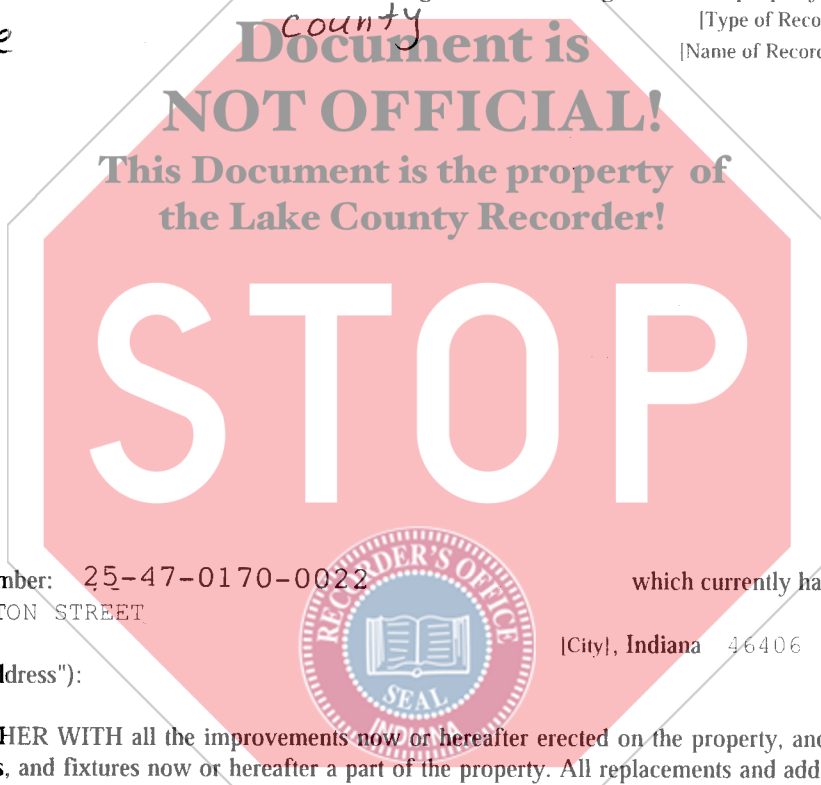 [Type of Reco
county
[Name of Record
Document is
NOT OFFICIAL!
This Document is the property of
the Lake County Recorder!
STOP
mber: 25-47-0170-0022 which currently ha
TON STREET
[City], Indiana 46406
ddress"):
RECORDER'S OFFICE
SEAL
INDIANA
HER WITH all the improvements now or hereafter erected on the property, and
s, and fixtures now or hereafter a part of the property. All replacements and add